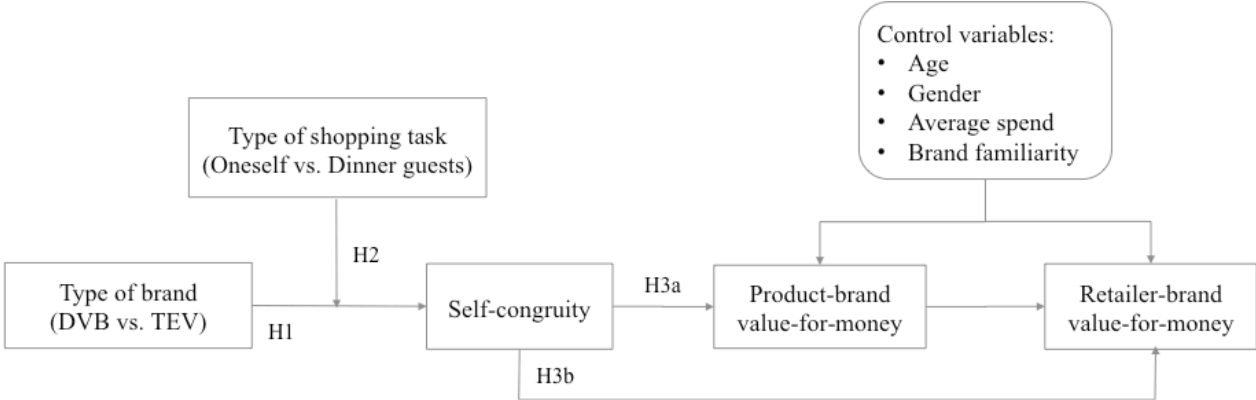 Control variables:
• Age
• Gender
• Average spend
• Brand familiarity
Type of shopping task
(Oneself vs. Dinner guests)
H2
Type of brand
(DVB vs. TEV)
H1
Self-congruity
H3a
Product-brand
value-for-money
Retailer-brand
value-for-money
H3b